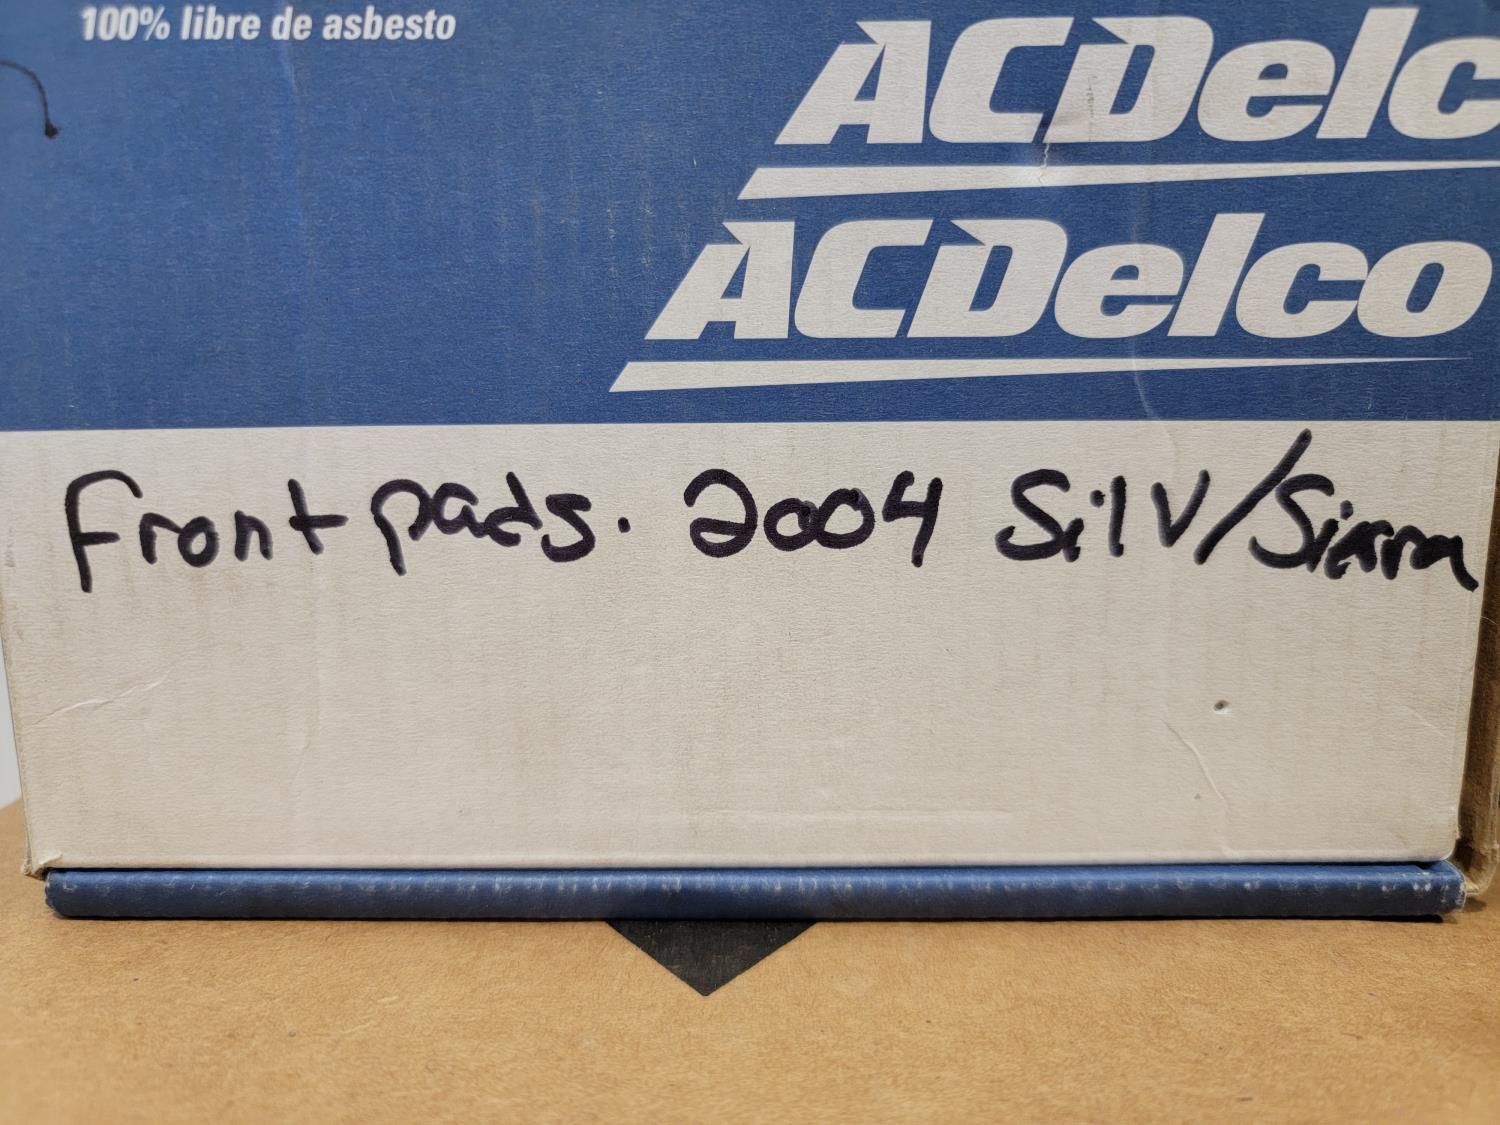 100% libre de asbesto
ACDelc
ACDelco
Front pads. 2004 Silv/Sierra